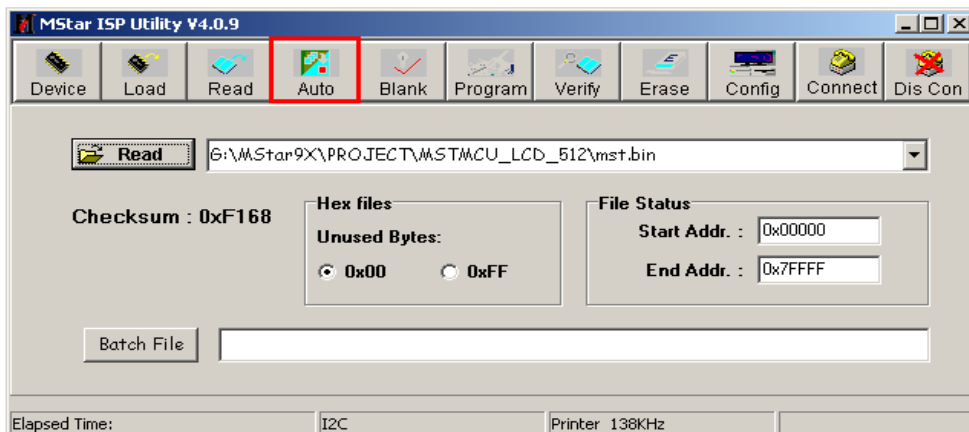 MStar ISP Utility V4.0.9
Device Load Read Auto Blank Program Verify Erase Config Connect Dis Con
Read G:\MStar9X\PROJECT\MSTMCU_LCD_512\mst.bin
Checksum : 0xF168
Hex files
Unused Bytes:
0x00 0xFF
File Status
Start Addr. : 0x00000
End Addr. : 0x7FFFF
Batch File
Elapsed Time: I2C Printer 138KHz